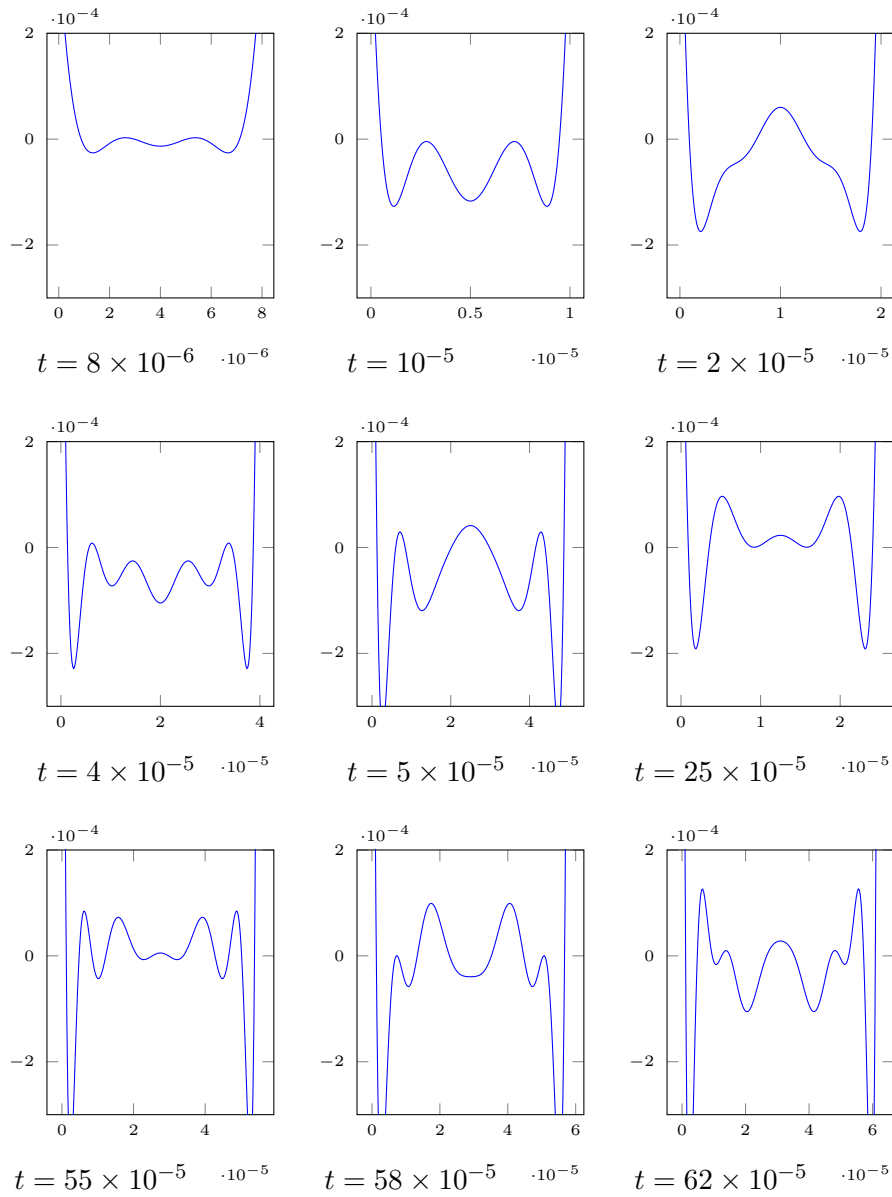 ·10⁻⁴ ·10⁻⁴ ·10⁻⁴
2 2 2
0 0 0
−2 −2 −2
0 2 4 6 8 0 0.5 1 0 1 2
t = 8 × 10⁻⁶ ·10⁻⁶ t = 10⁻⁵ ·10⁻⁵ t = 2 × 10⁻⁵ ·10⁻⁵
·10⁻⁴ ·10⁻⁴ ·10⁻⁴
2 2 2
0 0 0
−2 −2 −2
0 2 4 0 2 4 0 1 2
t = 4 × 10⁻⁵ ·10⁻⁵ t = 5 × 10⁻⁵ ·10⁻⁵ t = 25 × 10⁻⁵ ·10⁻⁵
·10⁻⁴ ·10⁻⁴ ·10⁻⁴
2 2 2
0 0 0
−2 −2 −2
0 2 4 0 2 4 6 0 2 4 6
t = 55 × 10⁻⁵ ·10⁻⁵ t = 58 × 10⁻⁵ ·10⁻⁵ t = 62 × 10⁻⁵ ·10⁻⁵